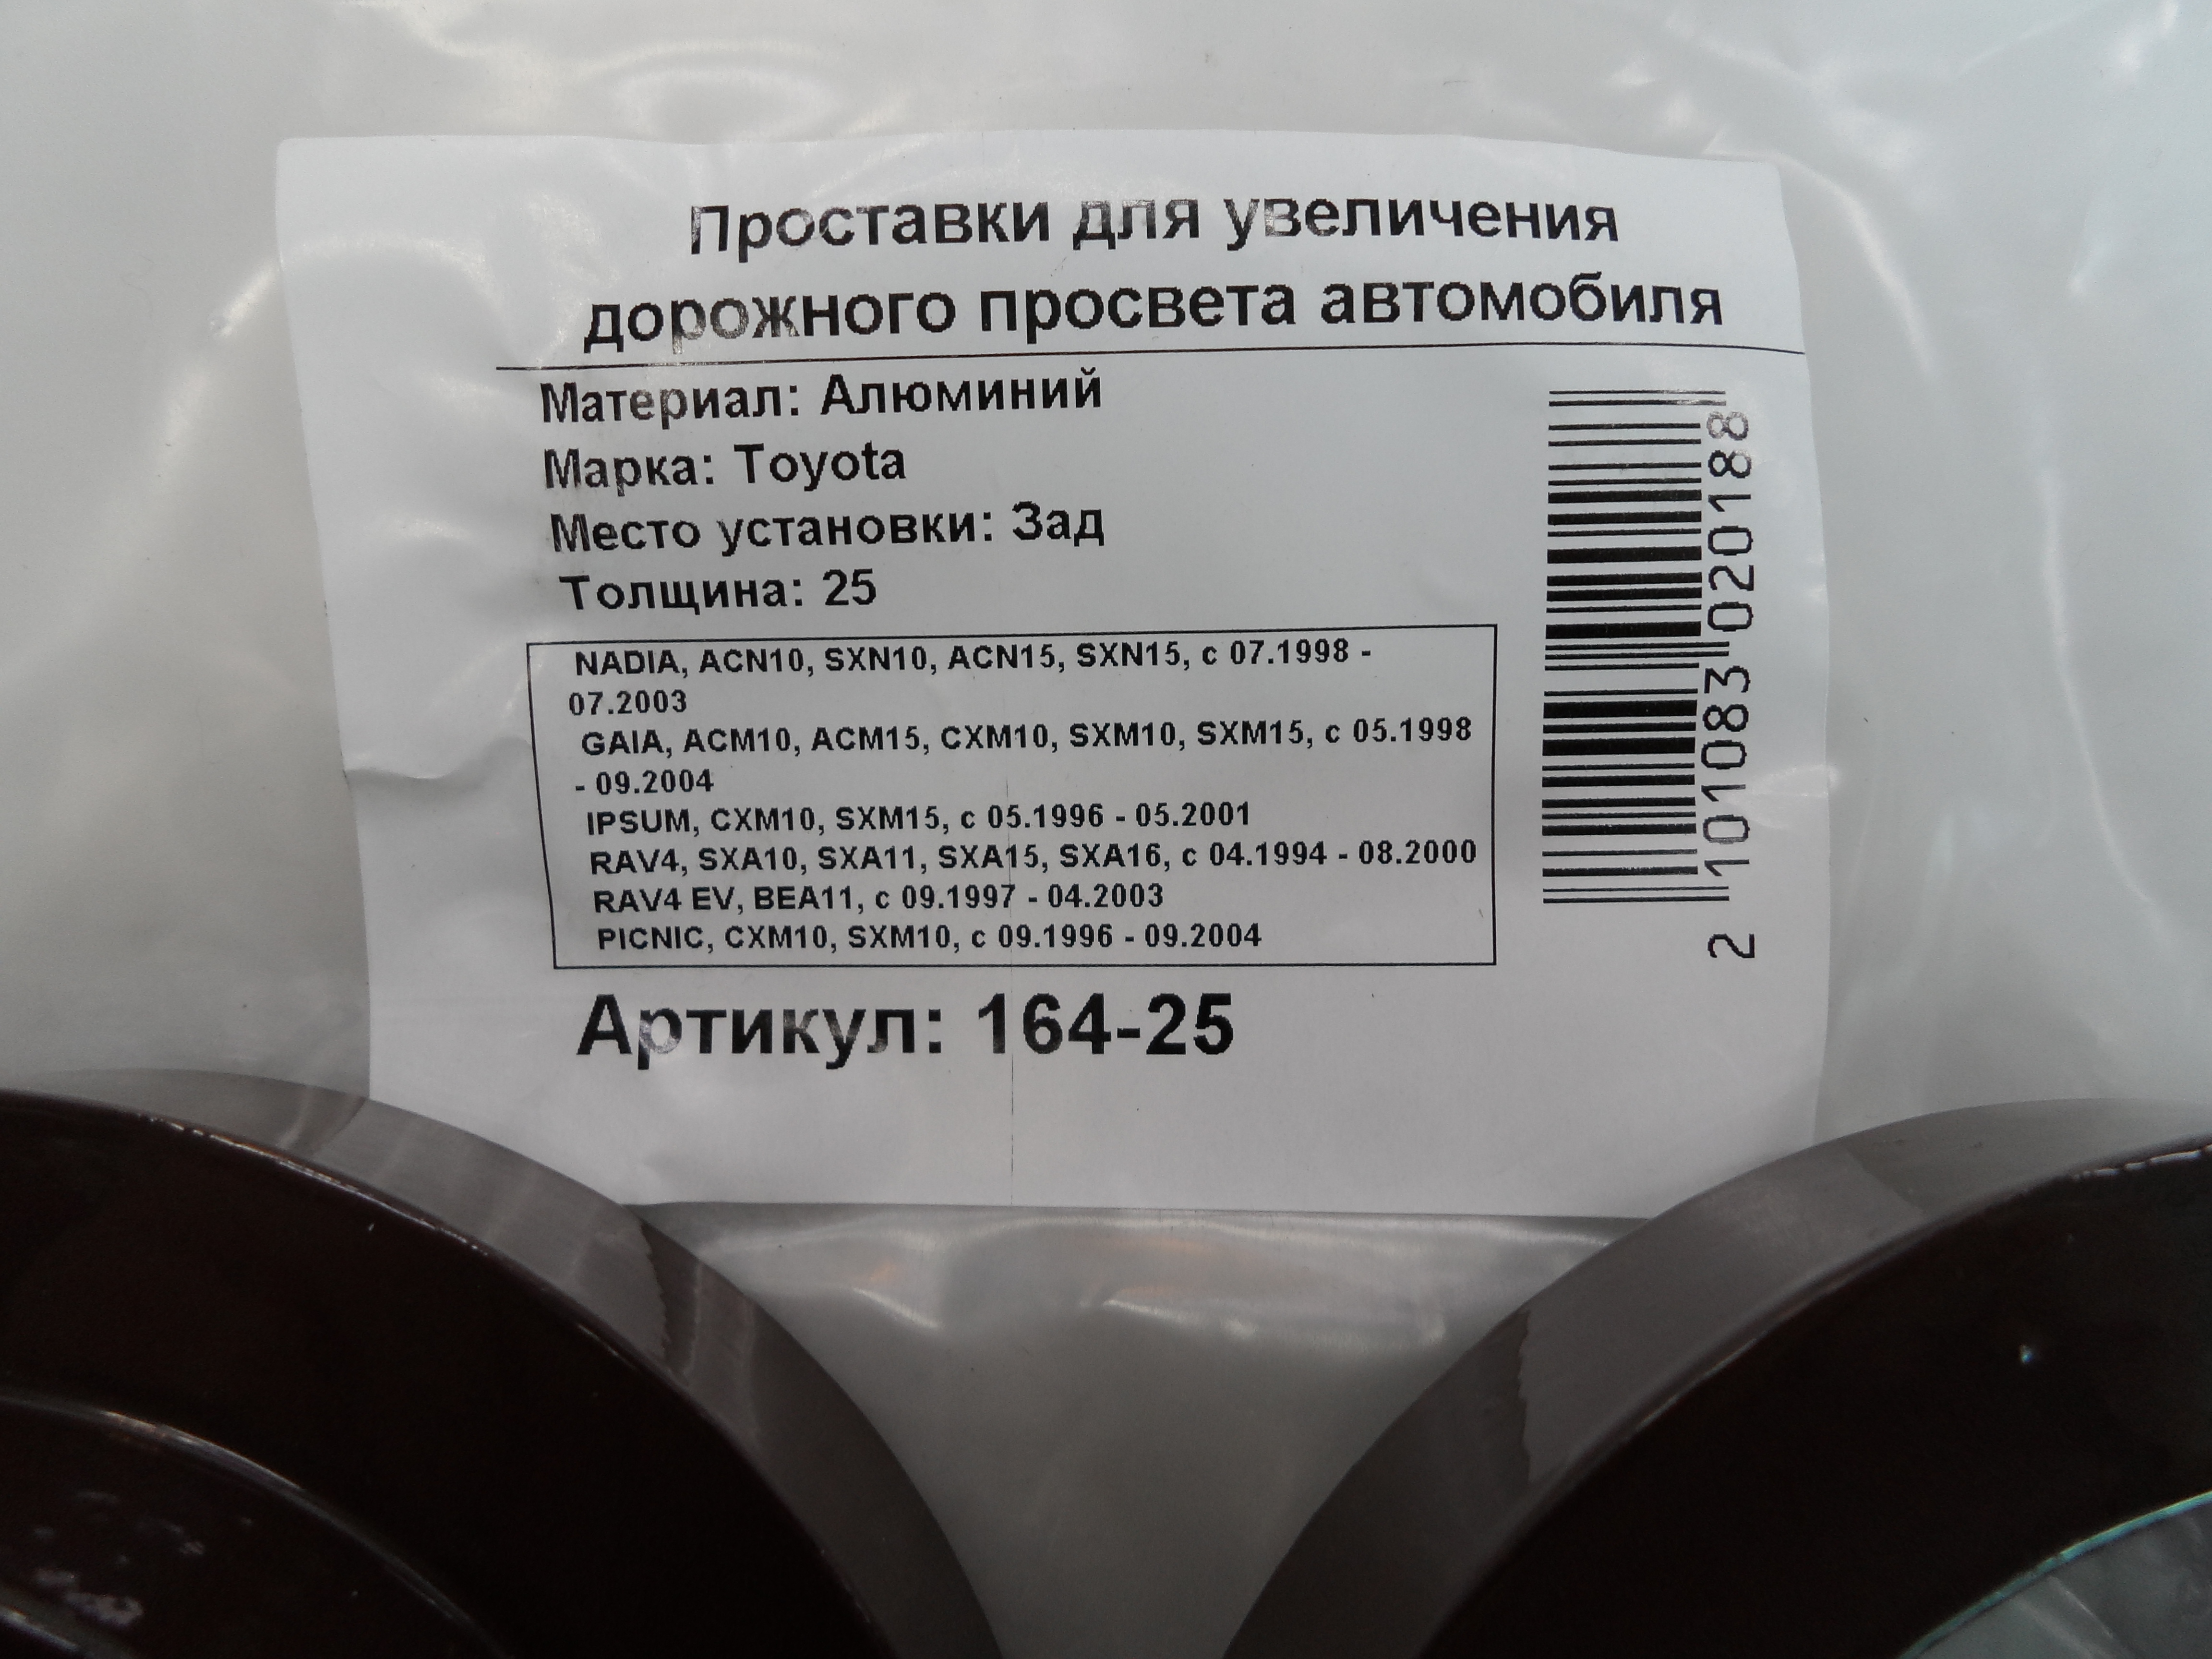 Проставки для увеличения
дорожного просвета автомобиля
Материал: Алюминий
Марка: Toyota
Место установки: Зад
Толщина: 25
NADIA, ACN10, SXN10, ACN15, SXN15, с 07.1998 -
07.2003
GAIA, ACM10, ACM15, CXM10, SXM10, SXM15, с 05.1998
- 09.2004
IPSUM, CXM10, SXM15, с 05.1996 - 05.2001
RAV4, SXA10, SXA11, SXA15, SXA16, с 04.1994 - 08.2000
RAV4 EV, BEA11, с 09.1997 - 04.2003
PICNIC, CXM10, SXM10, с 09.1996 - 09.2004
Артикул: 164-25
2 101083 020188